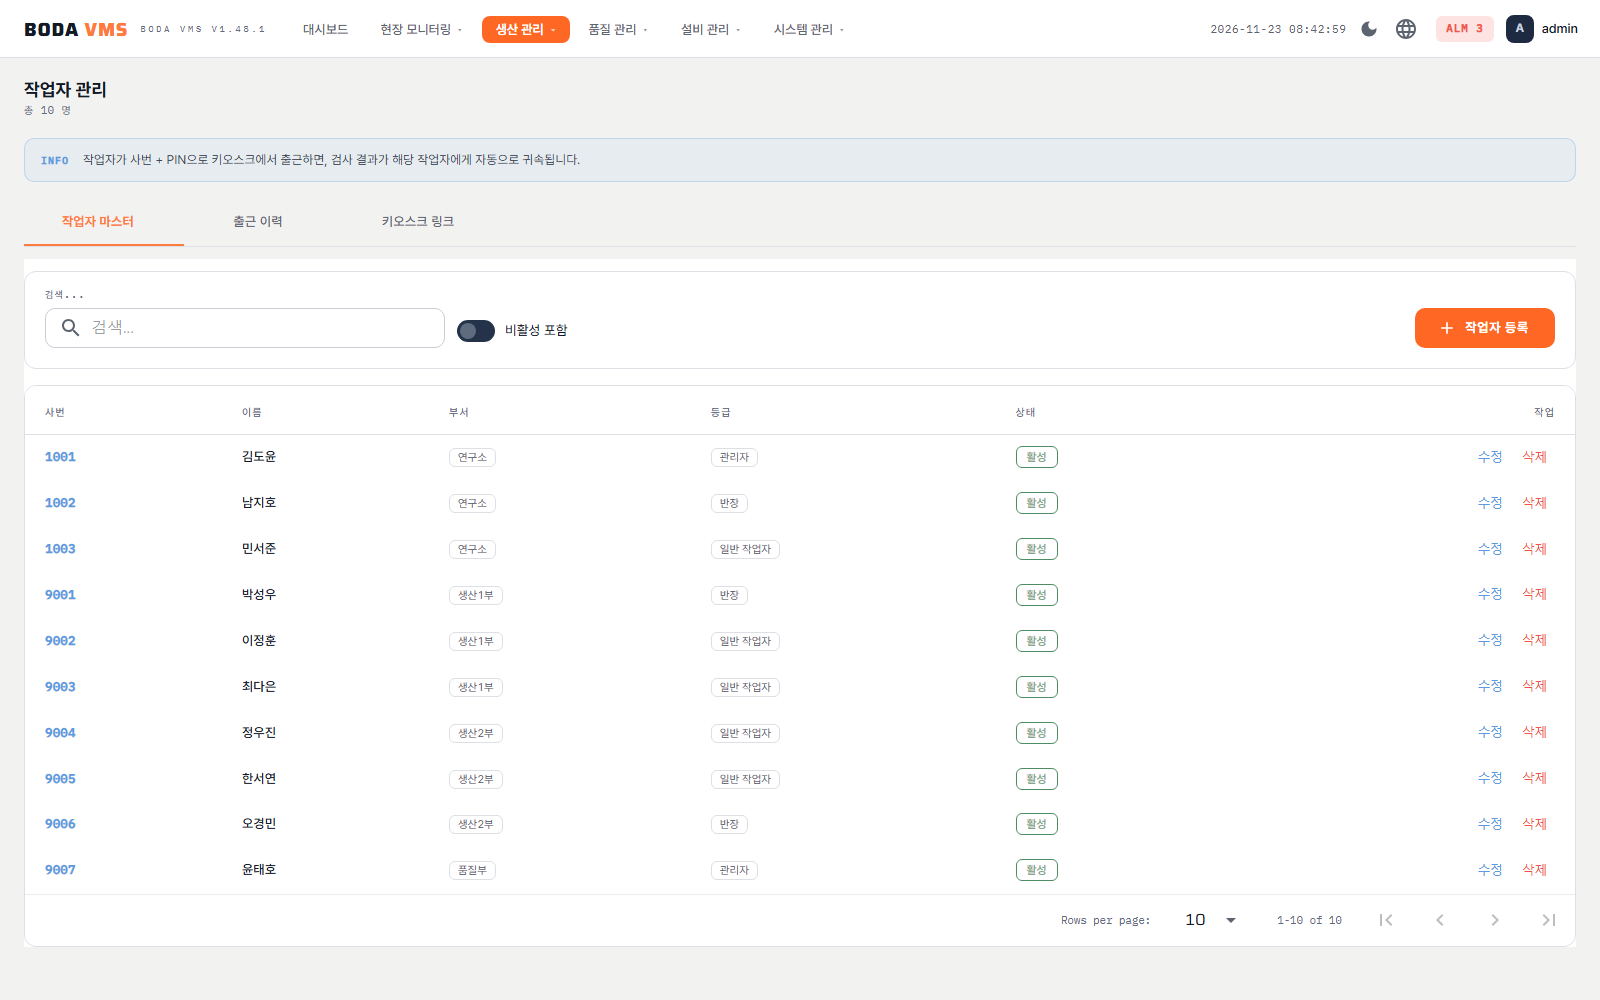 BODA VMS BODA VMS V1.48.1 대시보드 현장 모니터링 생산 관리 품질 관리 설비 관리 시스템 관리 2026-11-23 08:42:59 ALM 3 A admin
작업자 관리
총 10 명
INFO 작업자가 사번 + PIN으로 키오스크에서 출근하면, 검사 결과가 해당 작업자에게 자동으로 귀속됩니다.
작업자 마스터 출근 이력 키오스크 링크
검색...
검색... 비활성 포함 + 작업자 등록
사번 이름 부서 등급 상태 작업
1001 김도윤 연구소 관리자 활성 수정 삭제
1002 남지호 연구소 반장 활성 수정 삭제
1003 민서준 연구소 일반 작업자 활성 수정 삭제
9001 박성우 생산1부 반장 활성 수정 삭제
9002 이정훈 생산1부 일반 작업자 활성 수정 삭제
9003 최다은 생산1부 일반 작업자 활성 수정 삭제
9004 정우진 생산2부 일반 작업자 활성 수정 삭제
9005 한서연 생산2부 일반 작업자 활성 수정 삭제
9006 오경민 생산2부 반장 활성 수정 삭제
9007 윤태호 품질부 관리자 활성 수정 삭제
Rows per page: 10 1-10 of 10